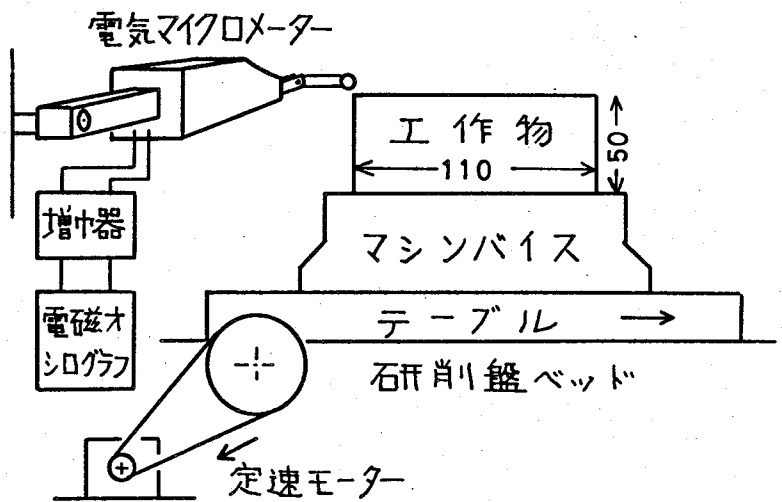 電気マイクロメーター
工作物
110
50
増巾器
マシンバイス
電磁オ
シログラフ
テーブル
研削盤ベッド
定速モーター